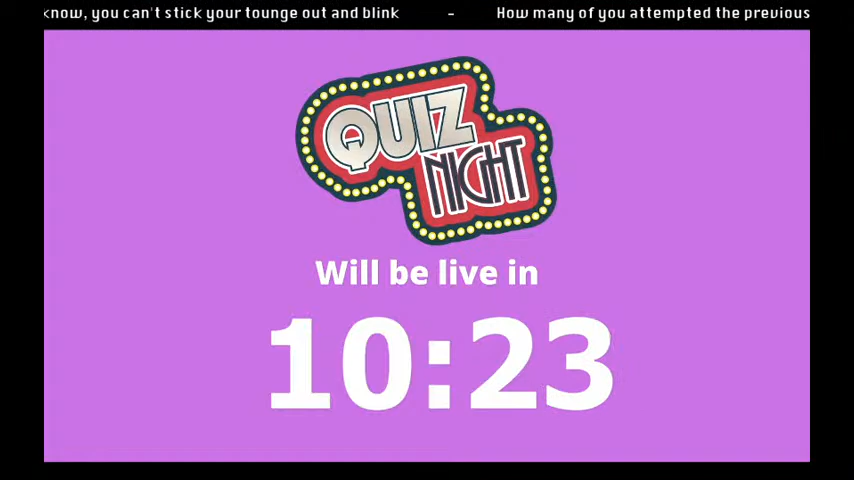 know, you can't stick your tounge out and blink - How many of you attempted the previous
QUIZ
NIGHT
Will be live in
10:23